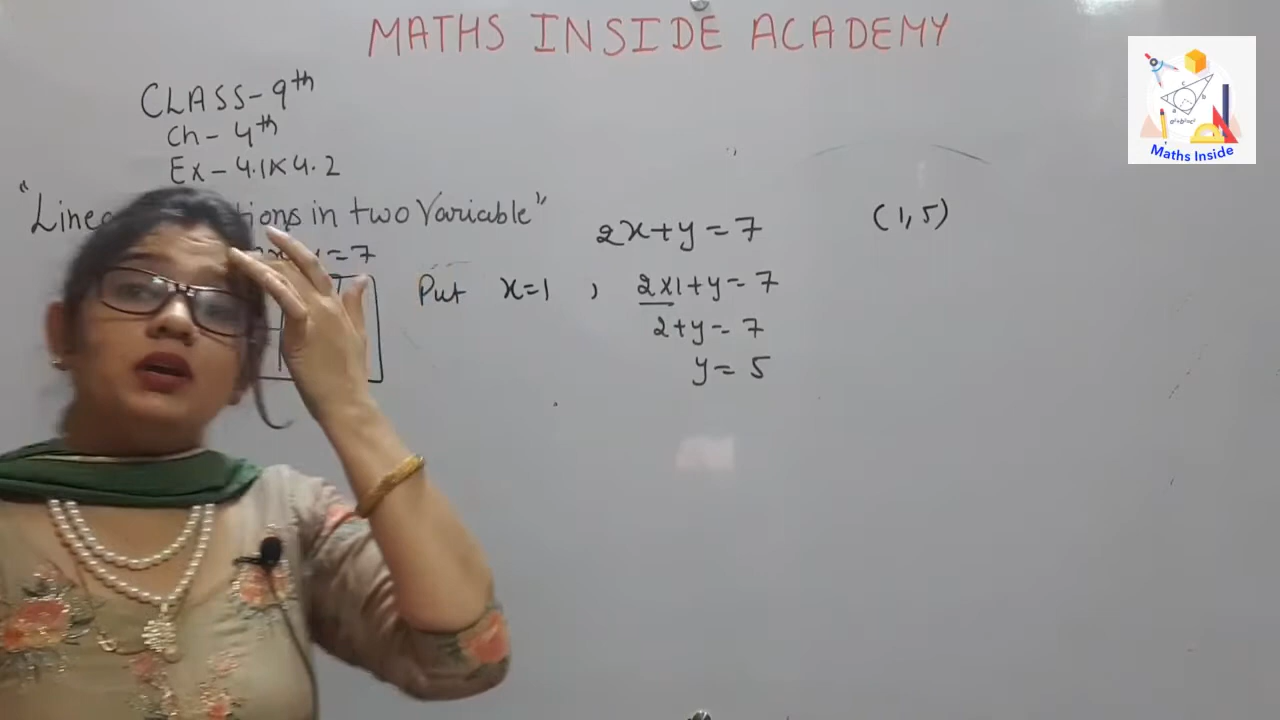 MATHS INSIDE ACADEMY
CLASS-9th
Ch-4th
Ex-4.1&4.2
in two Variable"
=7
2x+y=7
(1,5)
Put x=1, 2x1+y=7
2+y=7
y=5
Maths Inside